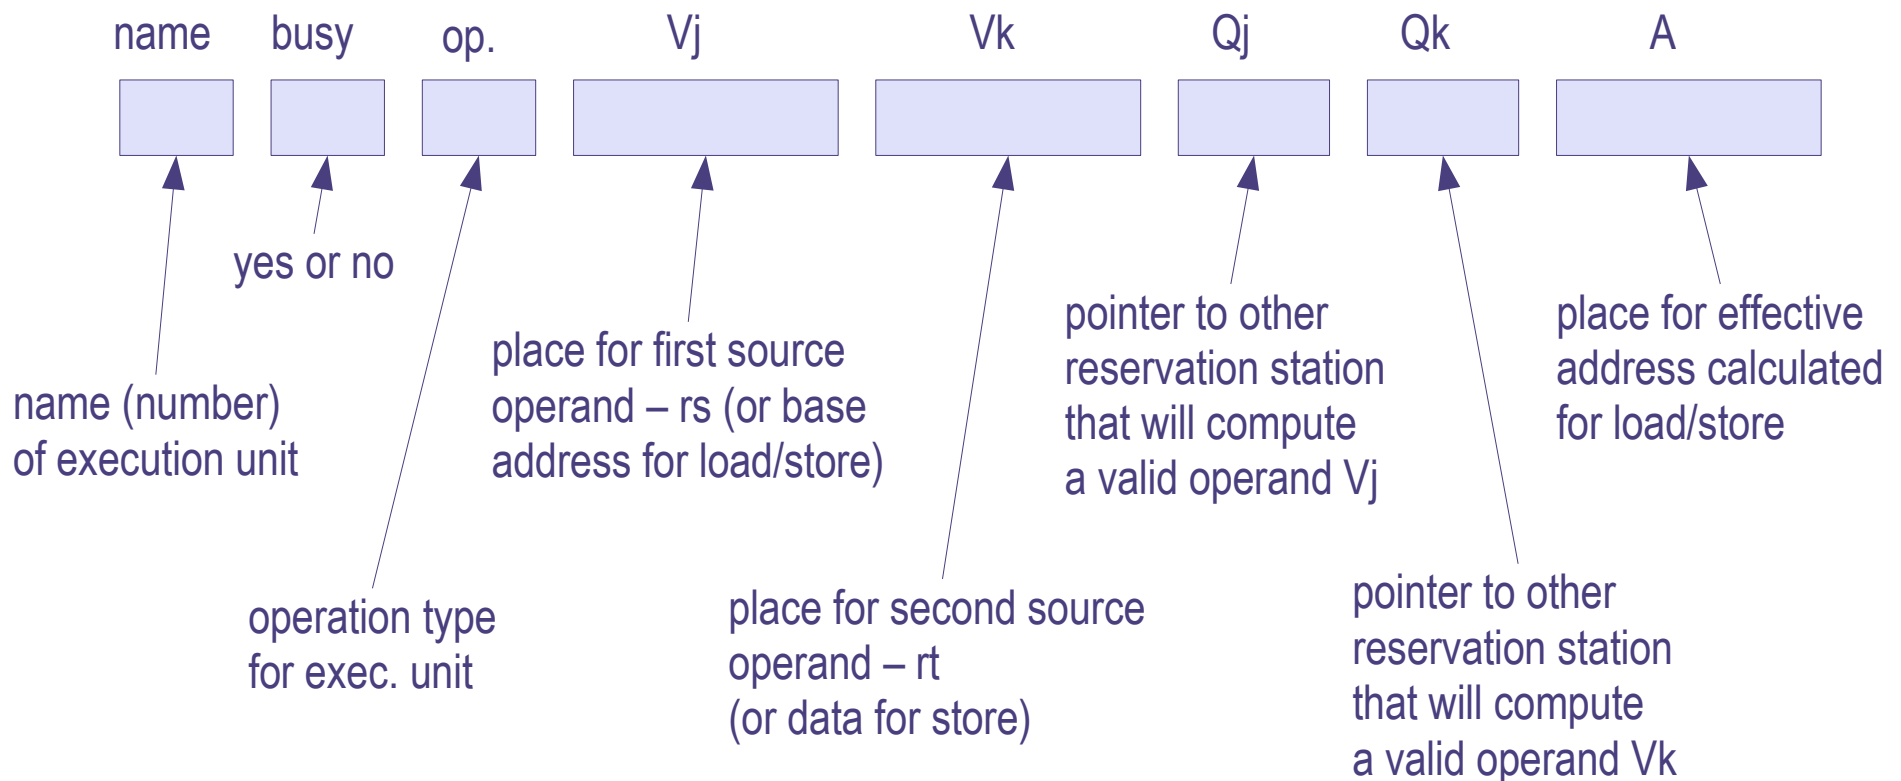 name busy op. Vj Vk Qj Qk A
yes or no
name (number)
of execution unit
operation type
for exec. unit
place for first source
operand – rs (or base
address for load/store)
place for second source
operand – rt
(or data for store)
pointer to other
reservation station
that will compute
a valid operand Vj
pointer to other
reservation station
that will compute
a valid operand Vk
place for effective
address calculated
for load/store